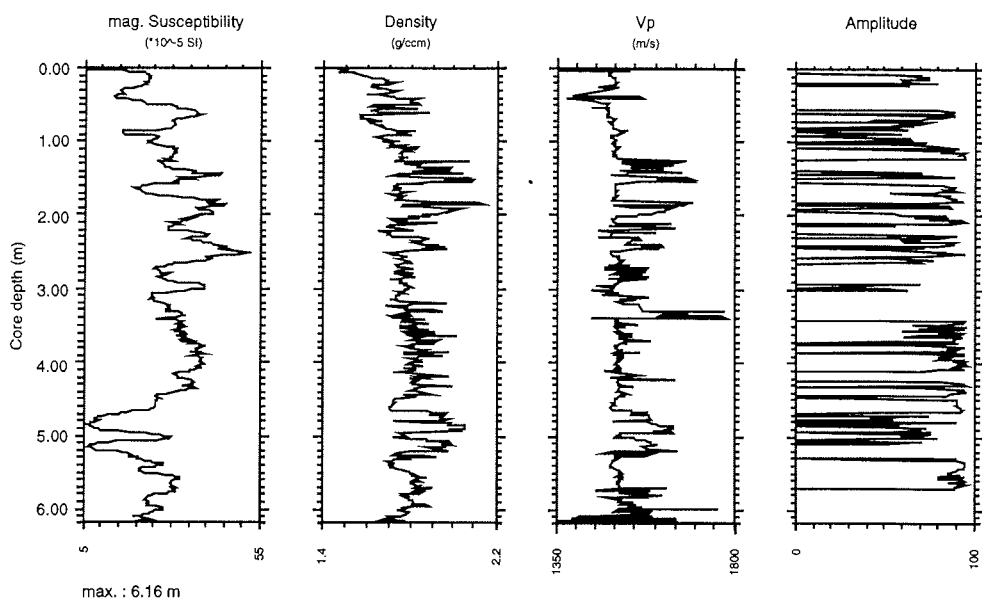 mag. Susceptibility
(*10^-5 SI)
Density
(g/ccm)
Vp
(m/s)
Amplitude
Core depth (m)
0.00
1.00
2.00
3.00
4.00
5.00
6.00
5
55
1.4
2.2
1350
1800
0
100
max. : 6.16 m